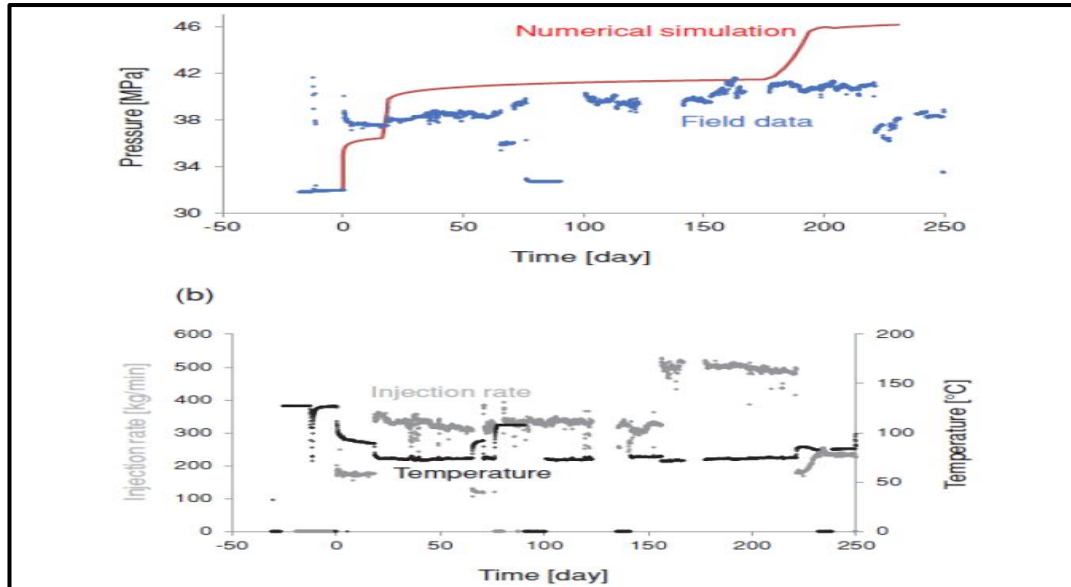 46
Numerical simulation
42
38
Field data
34
30
Pressure [MPa]
-50 0 50 100 150 200 250
Time [day]
(b)
600 200
500
Injection rate
150
400
300 100
200
Temperature
50
100
0 0
Injection rate [kg/min]
Temperature [°C]
-50 0 50 100 150 200 250
Time [day]